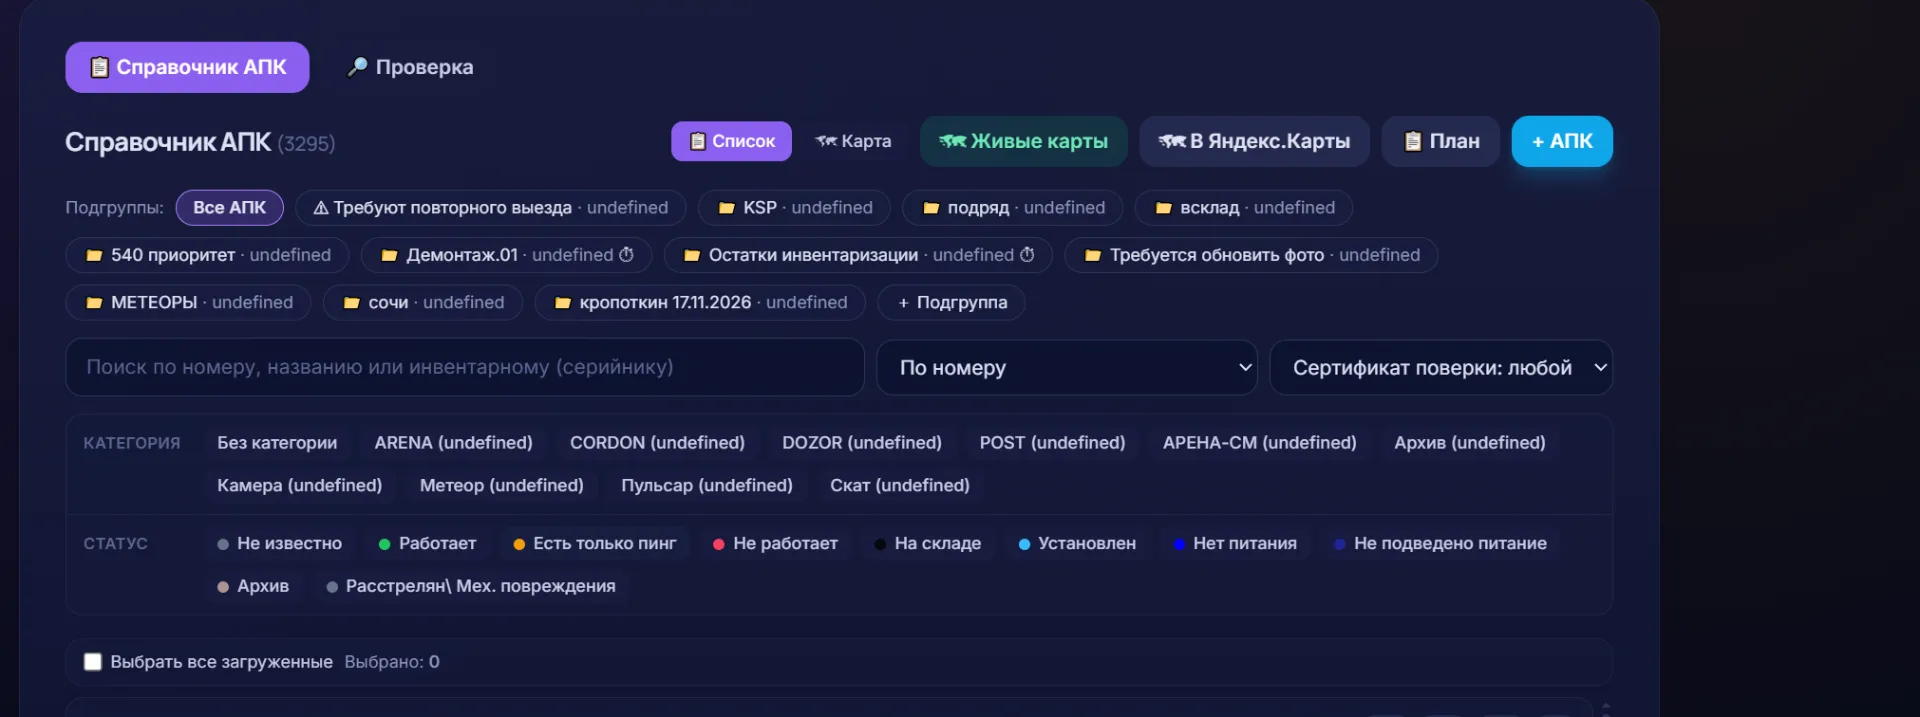 📋 Справочник АПК 🔎 Проверка
Справочник АПК (3295) 📋 Список 🗺 Карта 🗺 Живые карты 🗺 В Яндекс.Карты 📋 План + АПК
Подгруппы: Все АПК ⚠ Требуют повторного выезда · undefined 📁 KSP · undefined 📁 подряд · undefined 📁 всклад · undefined
📁 540 приоритет · undefined 📁 Демонтаж.01 · undefined ⏱ 📁 Остатки инвентаризации · undefined ⏱ 📁 Требуется обновить фото · undefined
📁 МЕТЕОРЫ · undefined 📁 сочи · undefined 📁 кропоткин 17.11.2026 · undefined + Подгруппа
Поиск по номеру, названию или инвентарному (серийнику) По номеру Сертификат поверки: любой
КАТЕГОРИЯ Без категории ARENA (undefined) CORDON (undefined) DOZOR (undefined) POST (undefined) АРЕНА-СМ (undefined) Архив (undefined)
Камера (undefined) Метеор (undefined) Пульсар (undefined) Скат (undefined)
СТАТУС Не известно Работает Есть только пинг Не работает На складе Установлен Нет питания Не подведено питание
Архив Расстрелян\ Мех. повреждения
Выбрать все загруженные Выбрано: 0